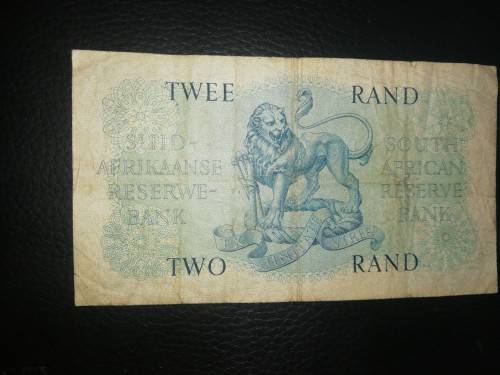 TWEE RAND
SUID-
AFRIKAANSE
RESERWE-
BANK
SOUTH
AFRICAN
RESERVE
BANK
TWO RAND